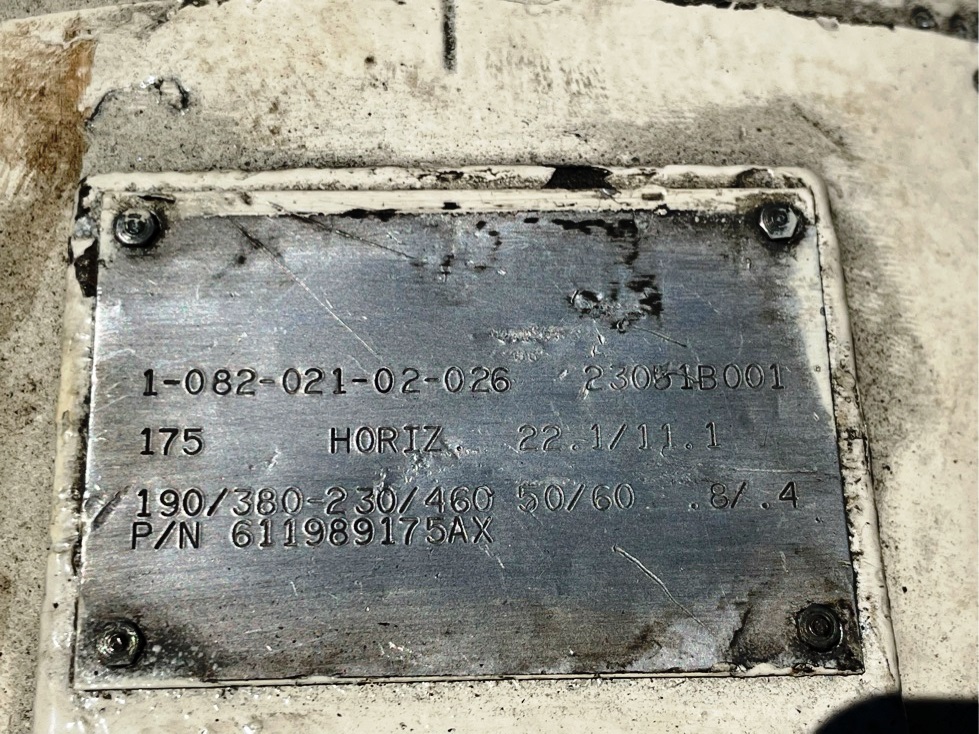 1-082-021-02-026 23051B001
175 HORIZ. 22.1/11.1
190/380-230/460 50/60 .8/.4
P/N 611989175AX